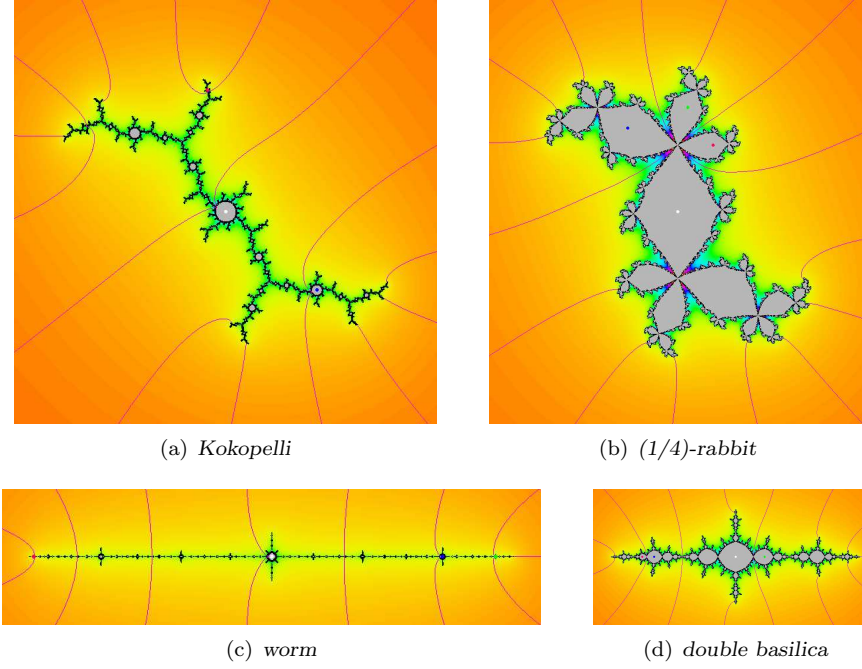 (a) Kokopelli
(b) (1/4)-rabbit
(c) worm
(d) double basilica